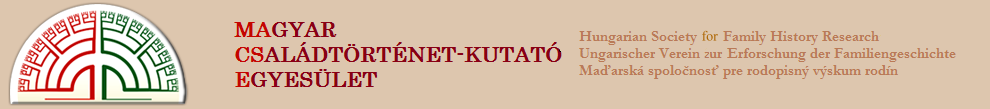 MAGYAR
CSALÁDTÖRTÉNET-KUTATÓ
EGYESÜLET
Hungarian Society for Family History Research
Ungarischer Verein zur Erforschung der Familiengeschichte
Maďarská spoločnosť pre rodopisný výskum rodín